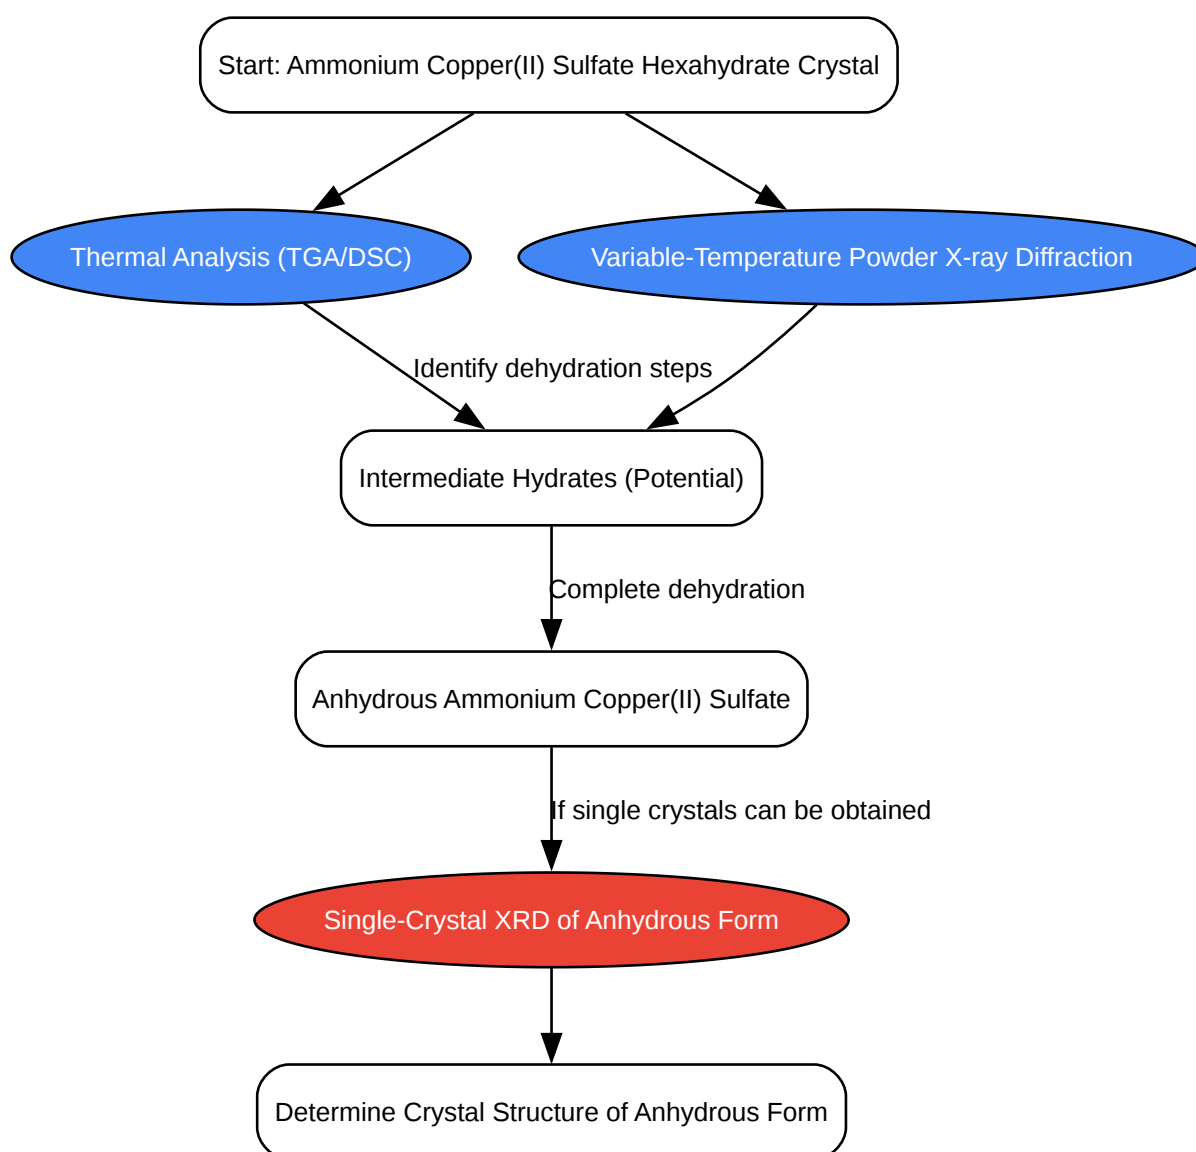 Start: Ammonium Copper(II) Sulfate Hexahydrate Crystal
Thermal Analysis (TGA/DSC)
Variable-Temperature Powder X-ray Diffraction
Identify dehydration steps
Intermediate Hydrates (Potential)
Complete dehydration
Anhydrous Ammonium Copper(II) Sulfate
If single crystals can be obtained
Single-Crystal XRD of Anhydrous Form
Determine Crystal Structure of Anhydrous Form